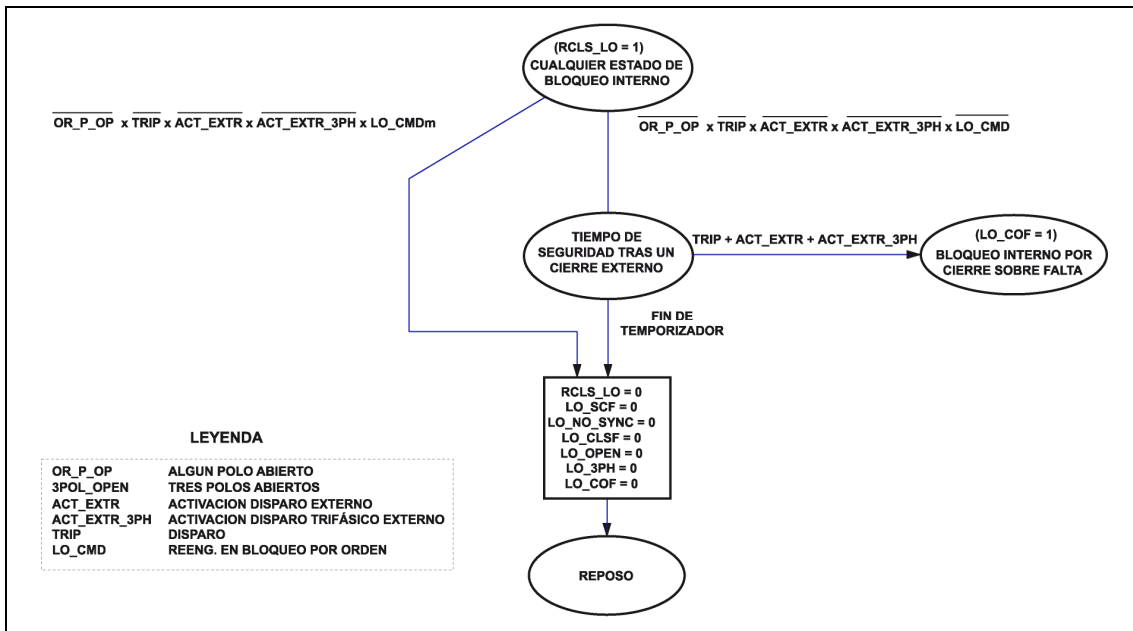 (RCLS_LO = 1)
CUALQUIER ESTADO DE
BLOQUEO INTERNO
OR_P_OP x TRIP x ACT_EXTR x ACT_EXTR_3PH x LO_CMDm
OR_P_OP x TRIP x ACT_EXTR x ACT_EXTR_3PH x LO_CMD
TIEMPO DE
SEGURIDAD TRAS UN
CIERRE EXTERNO
TRIP + ACT_EXTR + ACT_EXTR_3PH
(LO_COF = 1)
BLOQUEO INTERNO POR
CIERRE SOBRE FALTA
FIN DE
TEMPORIZADOR
RCLS_LO = 0
LO_SCF = 0
LO_NO_SYNC = 0
LO_CLSF = 0
LO_OPEN = 0
LO_3PH = 0
LO_COF = 0
REPOSO
LEYENDA
OR_P_OP ALGUN POLO ABIERTO
3POL_OPEN TRES POLOS ABIERTOS
ACT_EXTR ACTIVACION DISPARO EXTERNO
ACT_EXTR_3PH ACTIVACION DISPARO TRIFÁSICO EXTERNO
TRIP DISPARO
LO_CMD REENG. EN BLOQUEO POR ORDEN